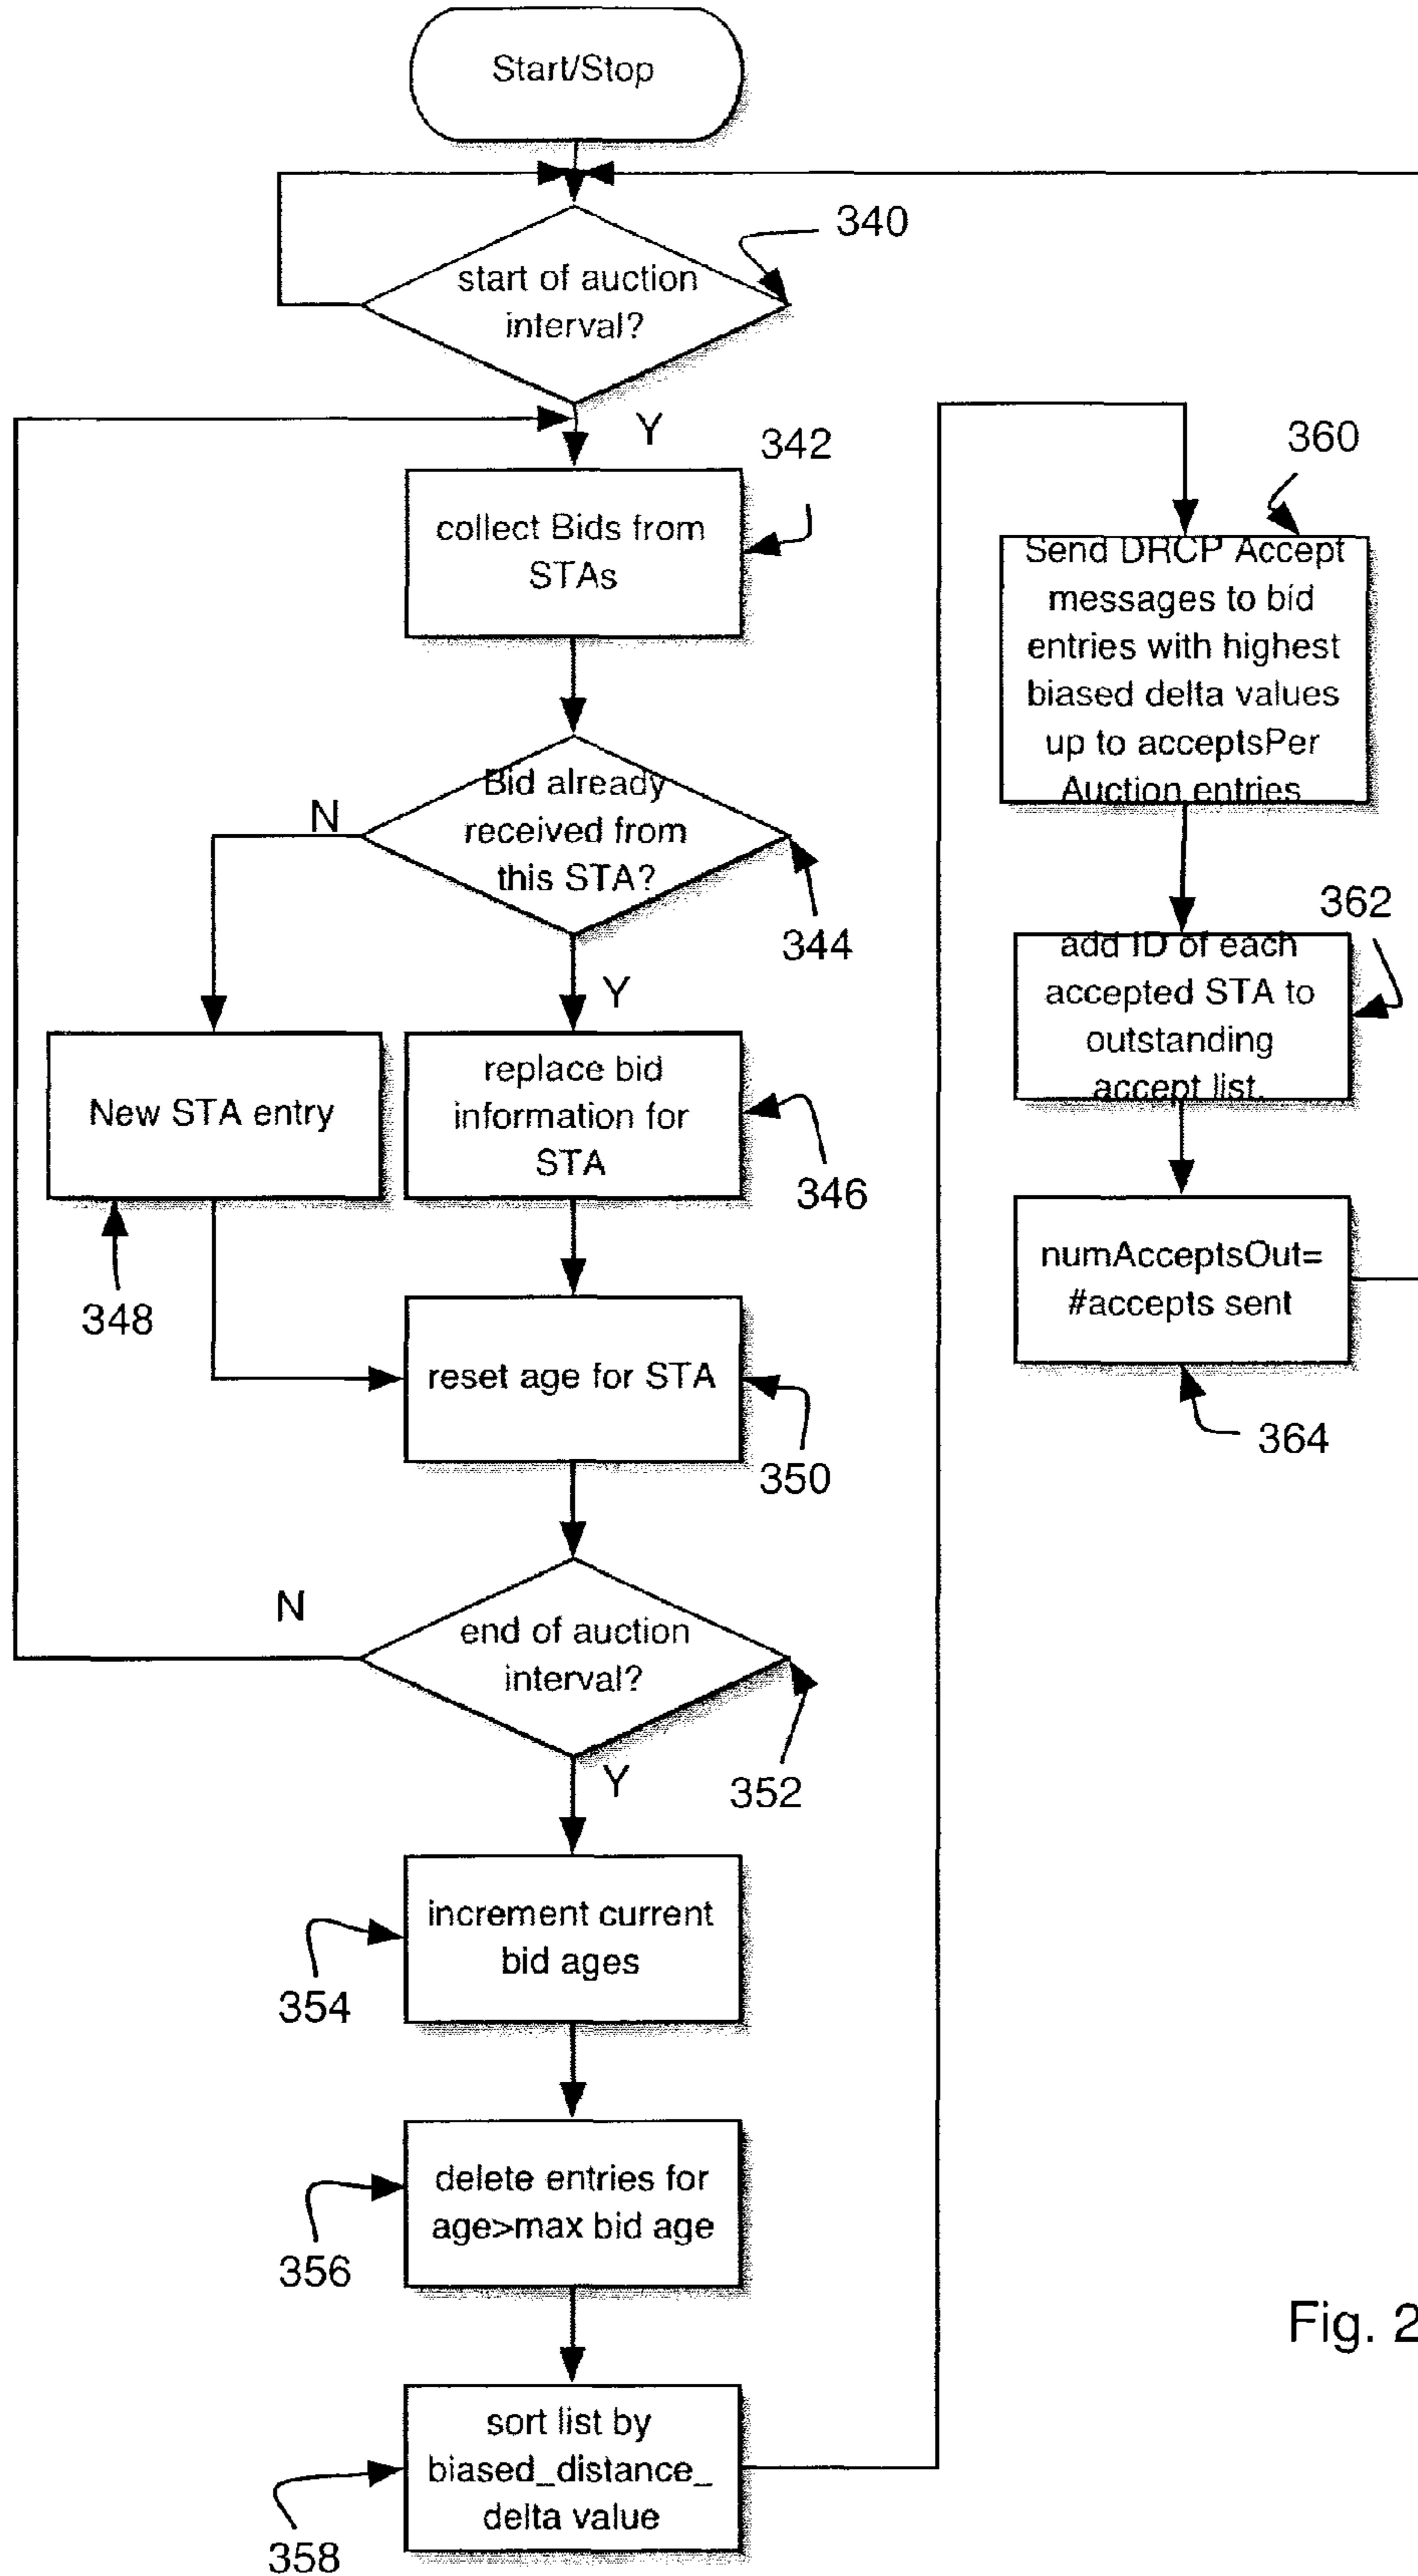 Start/Stop
340
start of auction
interval?
Y
342
collect Bids from
STAs
Bid already
received from
this STA?
N
344
Y
New STA entry
replace bid
information for
STA
346
348
reset age for STA
350
end of auction
interval?
N
352
Y
increment current
bid ages
354
delete entries for
age>max bid age
356
sort list by
biased_distance_
delta value
358
360
Send DRCP Accept
messages to bid
entries with highest
biased delta values
up to acceptsPer
Auction entries
362
add ID of each
accepted STA to
outstanding
accept list.
numAcceptsOut=
#accepts sent
364
Fig. 2